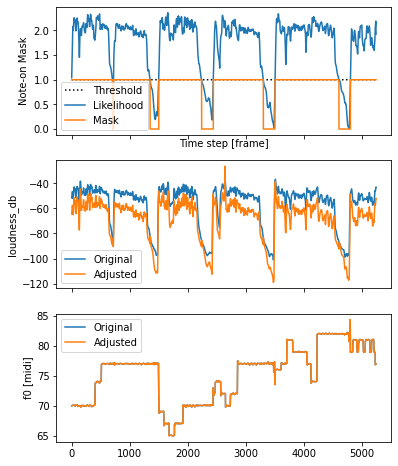 2.0
1.5
1.0
0.5
0.0
Note-on Mask
Threshold
Likelihood
Mask
Time step [frame]
−40
−60
−80
−100
−120
loudness_db
Original
Adjusted
85
80
75
70
65
f0 [midi]
Original
Adjusted
0 1000 2000 3000 4000 5000